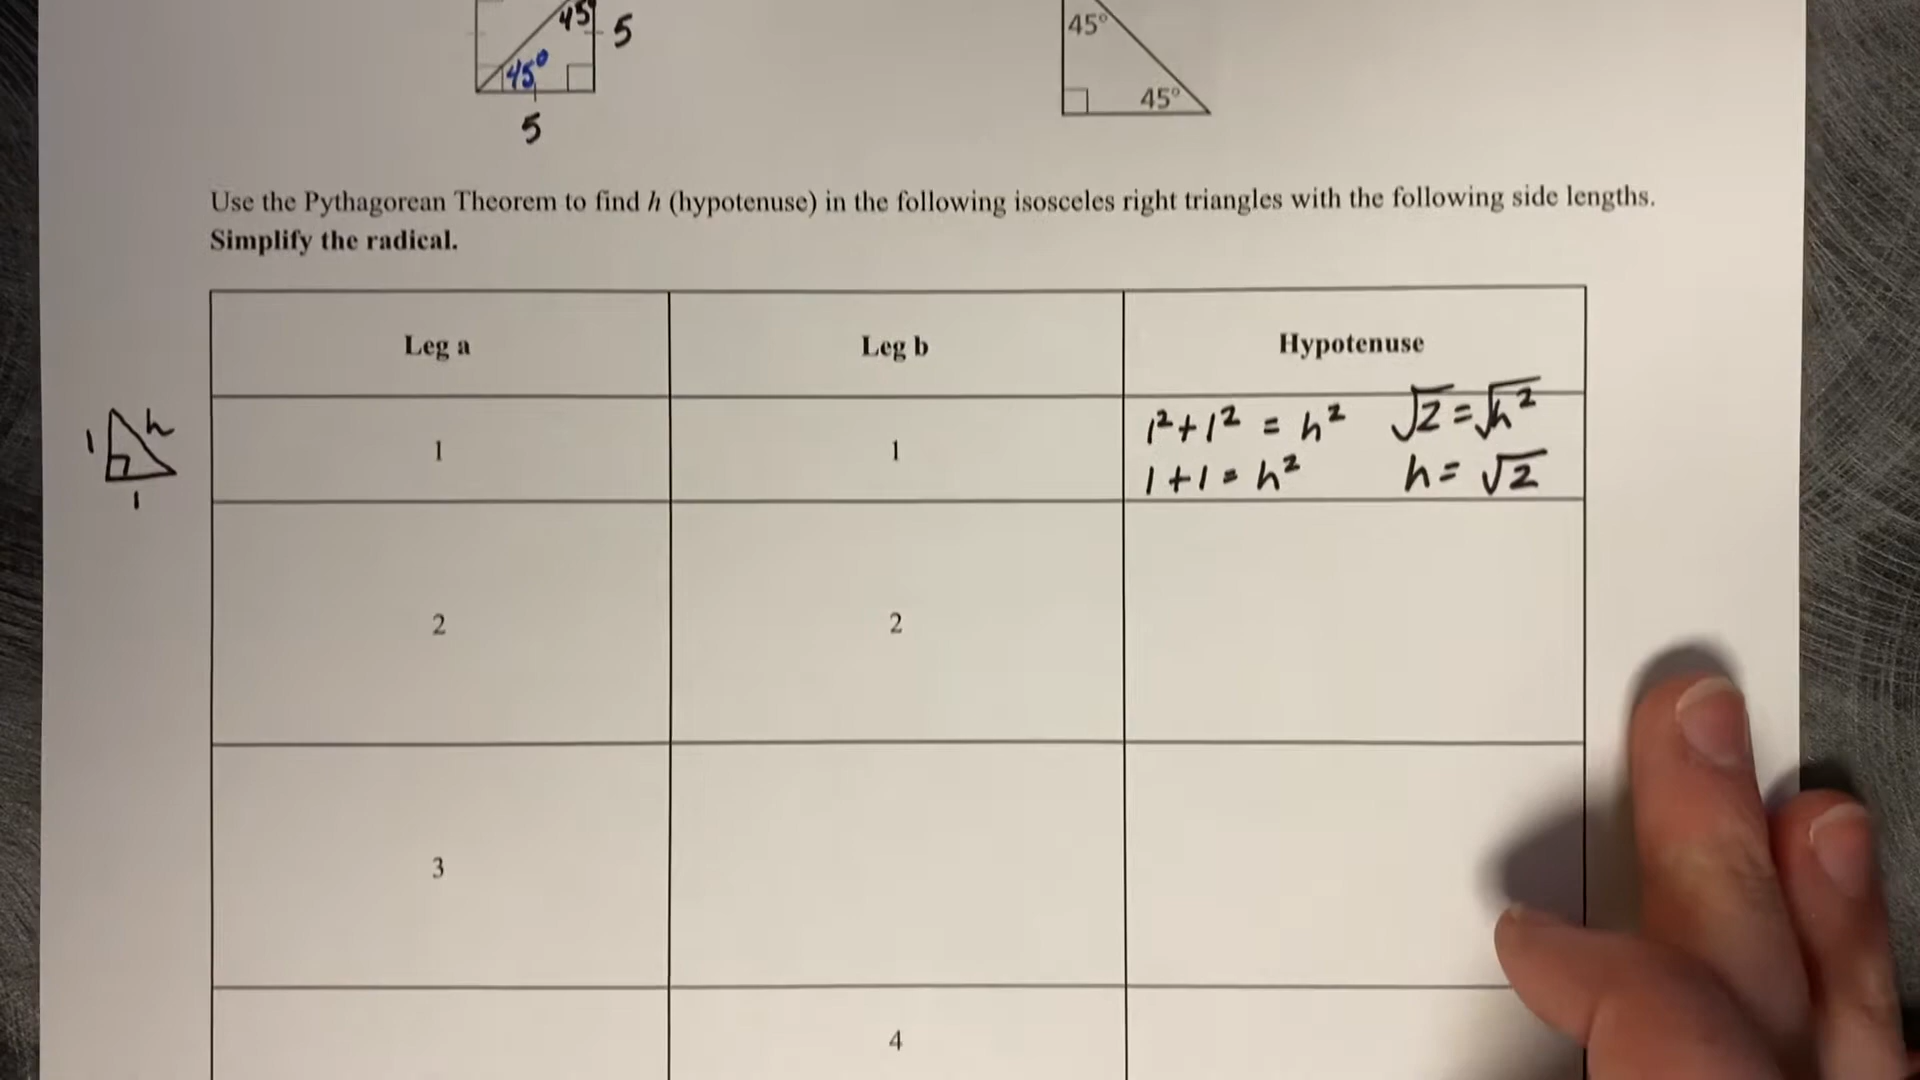 45
5
45°
5
45°
45°
Use the Pythagorean Theorem to find h (hypotenuse) in the following isosceles right triangles with the following side lengths.
Simplify the radical.
Leg a
Leg b
Hypotenuse
1
h
1
1
1
1² + 1² = h²
√2 = √h²
1 + 1 = h²
h = √2
2
2
3
4